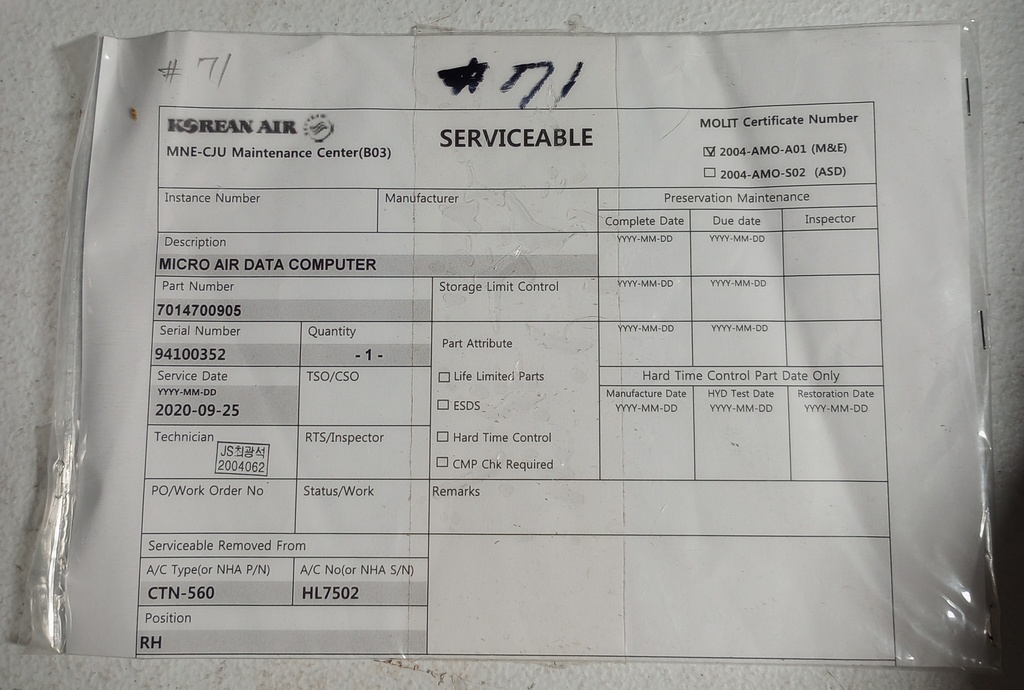 # 71
# 71
KOREAN AIR
MNE-CJU Maintenance Center(B03)
SERVICEABLE
MOLIT Certificate Number
☑ 2004-AMO-A01 (M&E)
☐ 2004-AMO-S02 (ASD)
Instance Number
Manufacturer
Preservation Maintenance
Complete Date Due date Inspector
YYYY-MM-DD YYYY-MM-DD
Description
MICRO AIR DATA COMPUTER
Part Number
7014700905
Storage Limit Control
YYYY-MM-DD YYYY-MM-DD
Serial Number
94100352
Quantity
- 1 -
YYYY-MM-DD YYYY-MM-DD
Part Attribute
☐ Life Limited Parts
☐ ESDS
☐ Hard Time Control
☐ CMP Chk Required
Service Date
YYYY-MM-DD
2020-09-25
TSO/CSO
Hard Time Control Part Date Only
Manufacture Date HYD Test Date Restoration Date
YYYY-MM-DD YYYY-MM-DD YYYY-MM-DD
Technician
JS최광석
2004062
RTS/Inspector
PO/Work Order No
Status/Work
Remarks
Serviceable Removed From
A/C Type(or NHA P/N)
CTN-560
A/C No(or NHA S/N)
HL7502
Position
RH